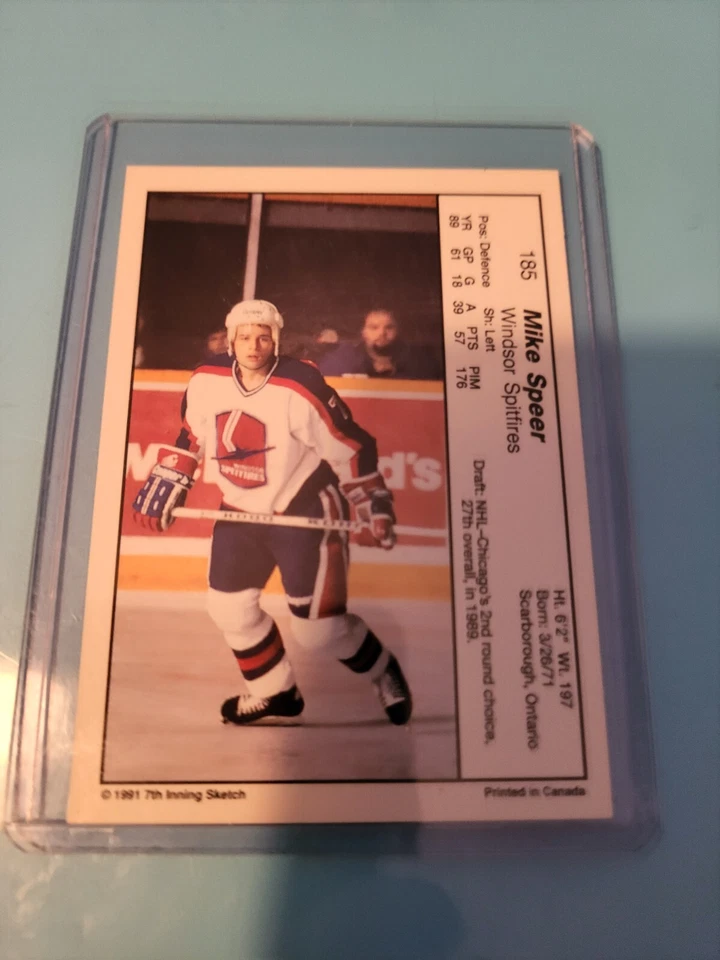 185 Mike Speer
Windsor Spitfires
Ht. 6'2" Wt. 197
Born: 3/26/71
Scarborough, Ontario
Pos: Defence Sh: Left
YR GP G A PTS PIM
89 61 18 39 57 176
Draft: NHL–Chicago's 2nd round choice,
27th overall, in 1989.
WINDSOR
SPITFIRES
d's
© 1991 7th Inning Sketch
Printed in Canada